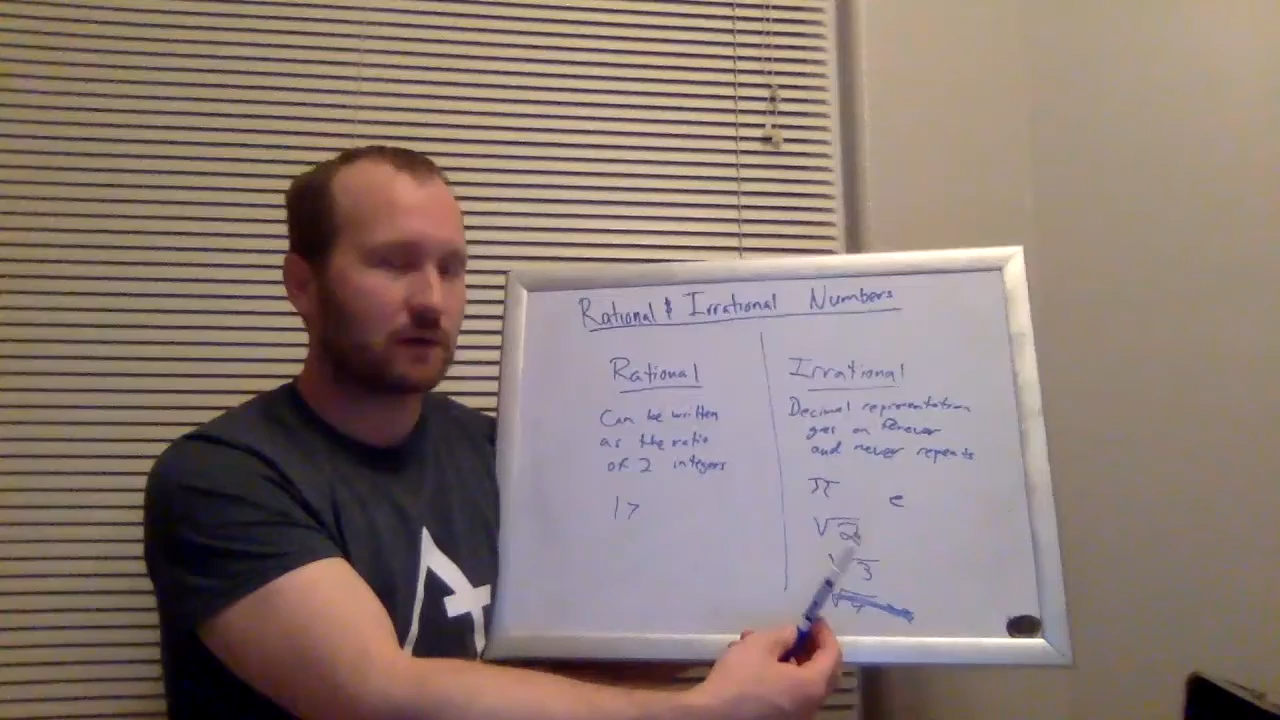 Rational & Irrational Numbers
Rational
Can be written
as the ratio
of 2 integers
17
Irrational
Decimal representation
goes on forever
and never repeats
π e
√2
√3
√4